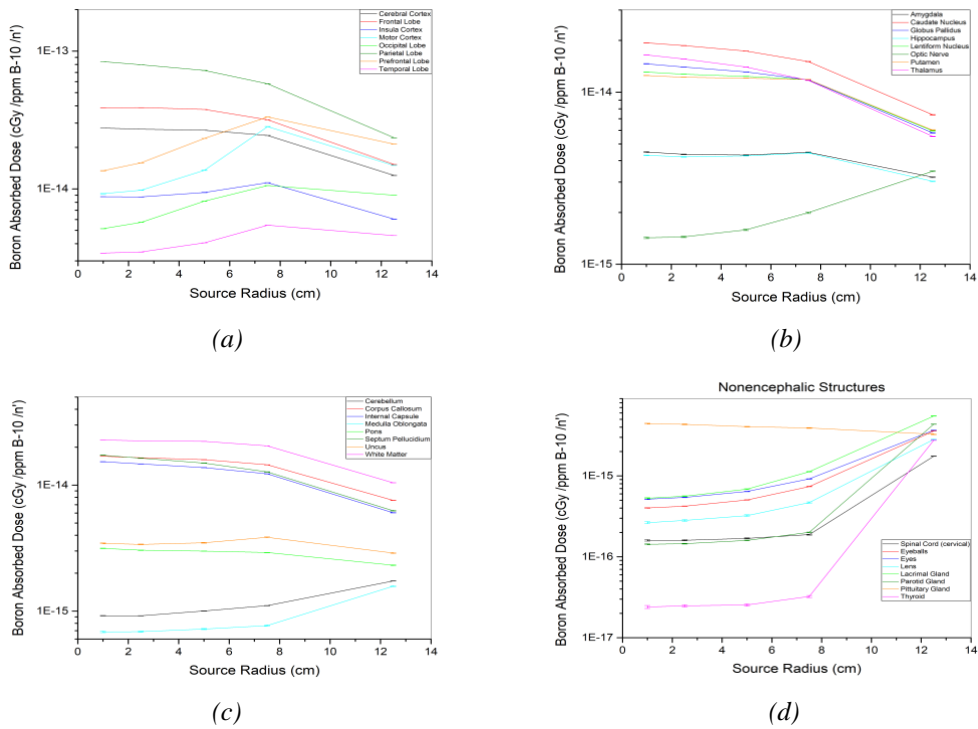 Cerebral Cortex
Frontal Lobe
Insula Cortex
Motor Cortex
Occipital Lobe
Parietal Lobe
Prefrontal Lobe
Temporal Lobe
1E-13
1E-14
Boron Absorbed Dose (cGy /ppm B-10 /n')
0 2 4 6 8 10 12 14
Source Radius (cm)
(a)
Amygdala
Caudate Nucleus
Globus Pallidus
Hippocampus
Lentiform Nucleus
Optic Nerve
Putamen
Thalamus
1E-14
1E-15
Boron Absorbed Dose (cGy /ppm B-10 /n')
0 2 4 6 8 10 12 14
Source Radius (cm)
(b)
Cerebellum
Corpus Callosum
Internal Capsule
Medulla Oblongata
Pons
Septum Pellucidium
Uncus
White Matter
1E-14
1E-15
Boron Absorbed Dose (cGy /ppm B-10 /n')
0 2 4 6 8 10 12 14
Source Radius (cm)
(c)
Nonencephalic Structures
1E-15
1E-16
1E-17
Boron Absorbed Dose (cGy /ppm B-10 /n')
Spinal Cord (cervical)
Eyeballs
Eyes
Lens
Lacrimal Gland
Parotid Gland
Pittuitary Gland
Thyroid
0 2 4 6 8 10 12 14
Source Radius (cm)
(d)